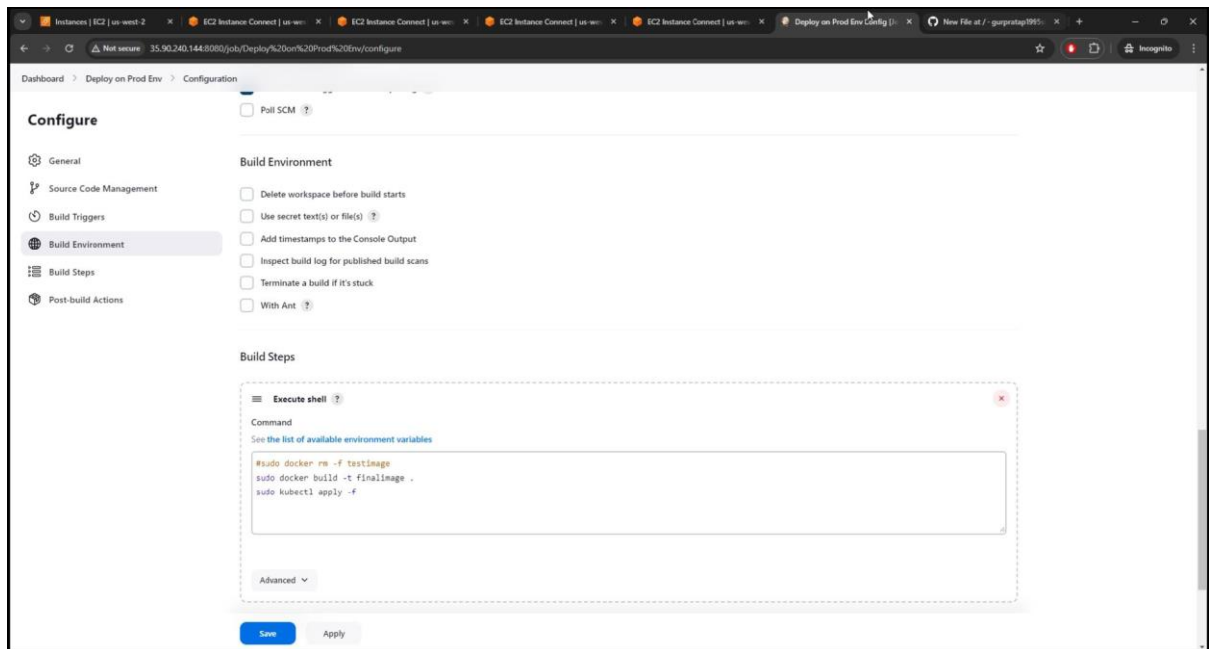 Instances | EC2 | us-west-2
EC2 Instance Connect | us-wes
EC2 Instance Connect | us-wes
EC2 Instance Connect | us-wes
EC2 Instance Connect | us-wes
Deploy on Prod Env Config [Je
New File at / · gurpratap1995
Not secure 35.90.240.144:8080/job/Deploy%20on%20Prod%20Env/configure
Incognito
Dashboard > Deploy on Prod Env > Configuration
Configure
General
Source Code Management
Build Triggers
Build Environment
Build Steps
Post-build Actions
Poll SCM ?
Build Environment
Delete workspace before build starts
Use secret text(s) or file(s) ?
Add timestamps to the Console Output
Inspect build log for published build scans
Terminate a build if it's stuck
With Ant ?
Build Steps
Execute shell ?
Command
See the list of available environment variables
#sudo docker rm -f testimage
sudo docker build -t finalimage .
sudo kubectl apply -f
Advanced
Save
Apply